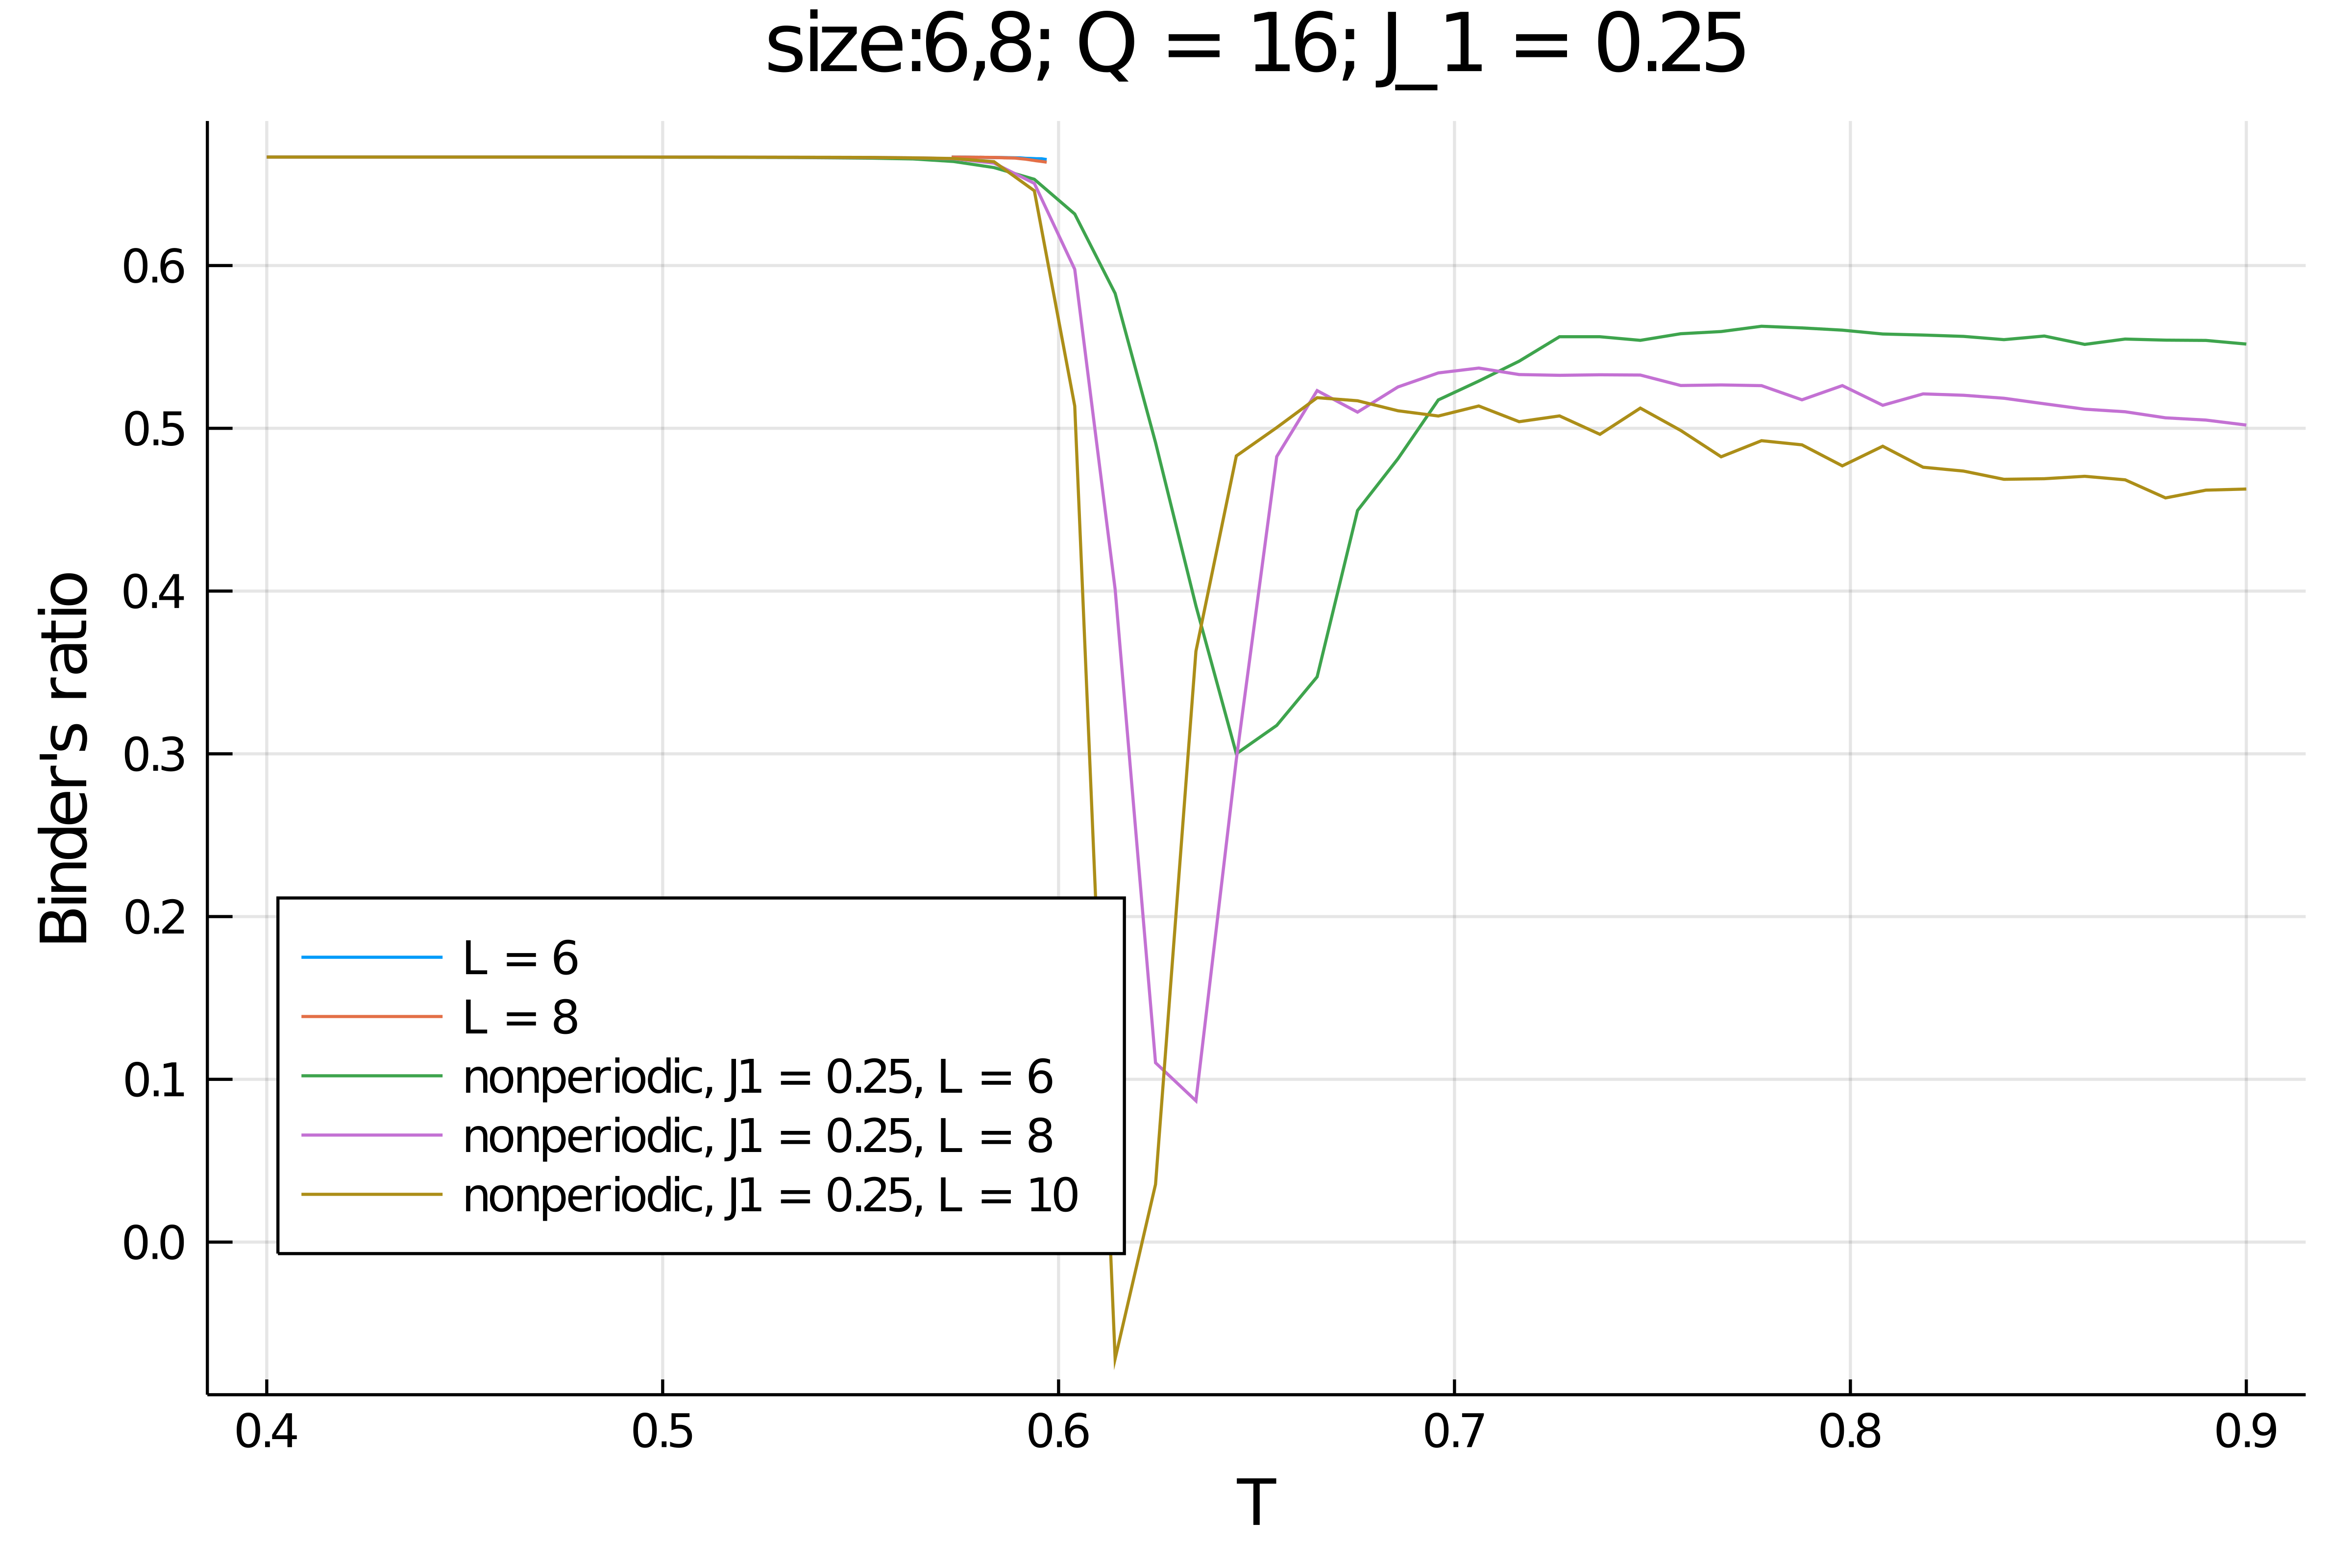 size:6,8; Q = 16; J_1 = 0.25
Binder's ratio
0.6
0.5
0.4
0.3
0.2
0.1
0.0
L = 6
L = 8
nonperiodic, J1 = 0.25, L = 6
nonperiodic, J1 = 0.25, L = 8
nonperiodic, J1 = 0.25, L = 10
0.4 0.5 0.6 0.7 0.8 0.9
T